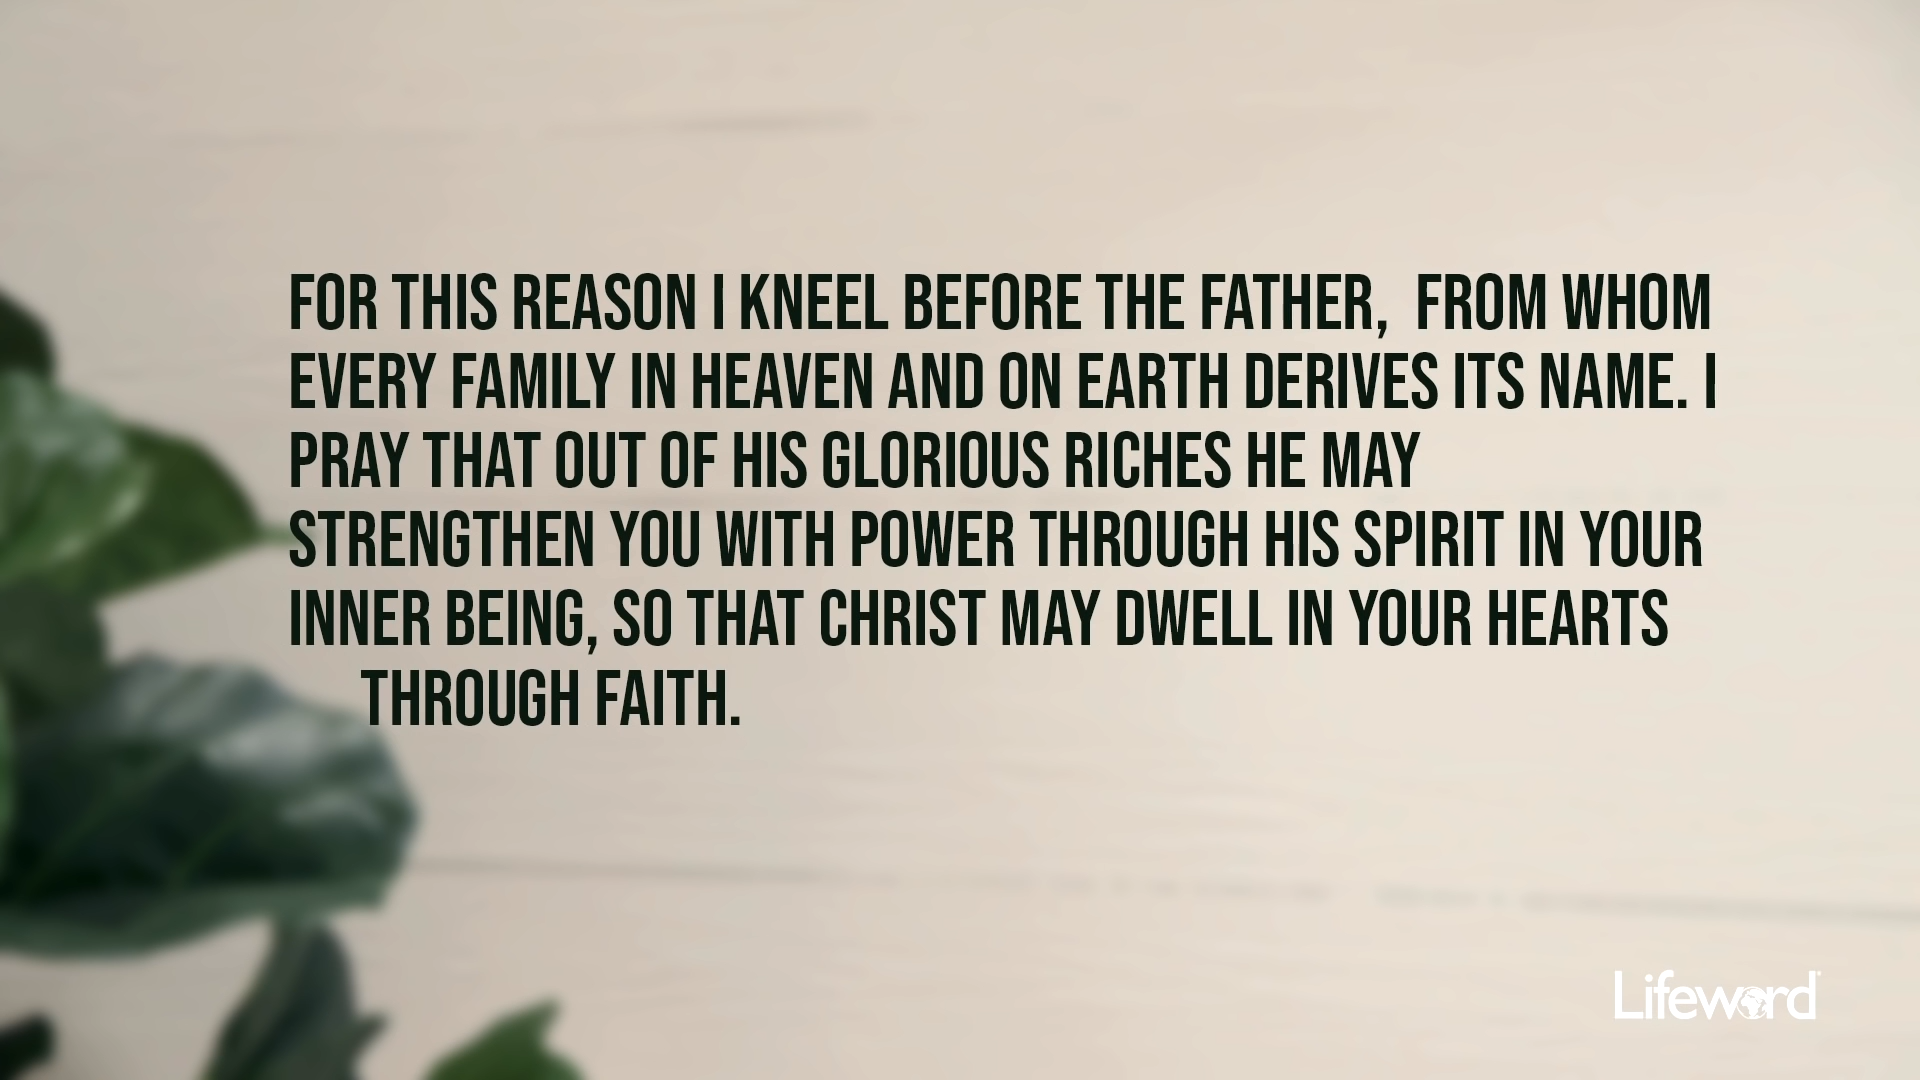 FOR THIS REASON I KNEEL BEFORE THE FATHER,  FROM WHOM
EVERY FAMILY IN HEAVEN AND ON EARTH DERIVES ITS NAME. I
PRAY THAT OUT OF HIS GLORIOUS RICHES HE MAY
STRENGTHEN YOU WITH POWER THROUGH HIS SPIRIT IN YOUR
INNER BEING, SO THAT CHRIST MAY DWELL IN YOUR HEARTS
THROUGH FAITH.
Lifeword